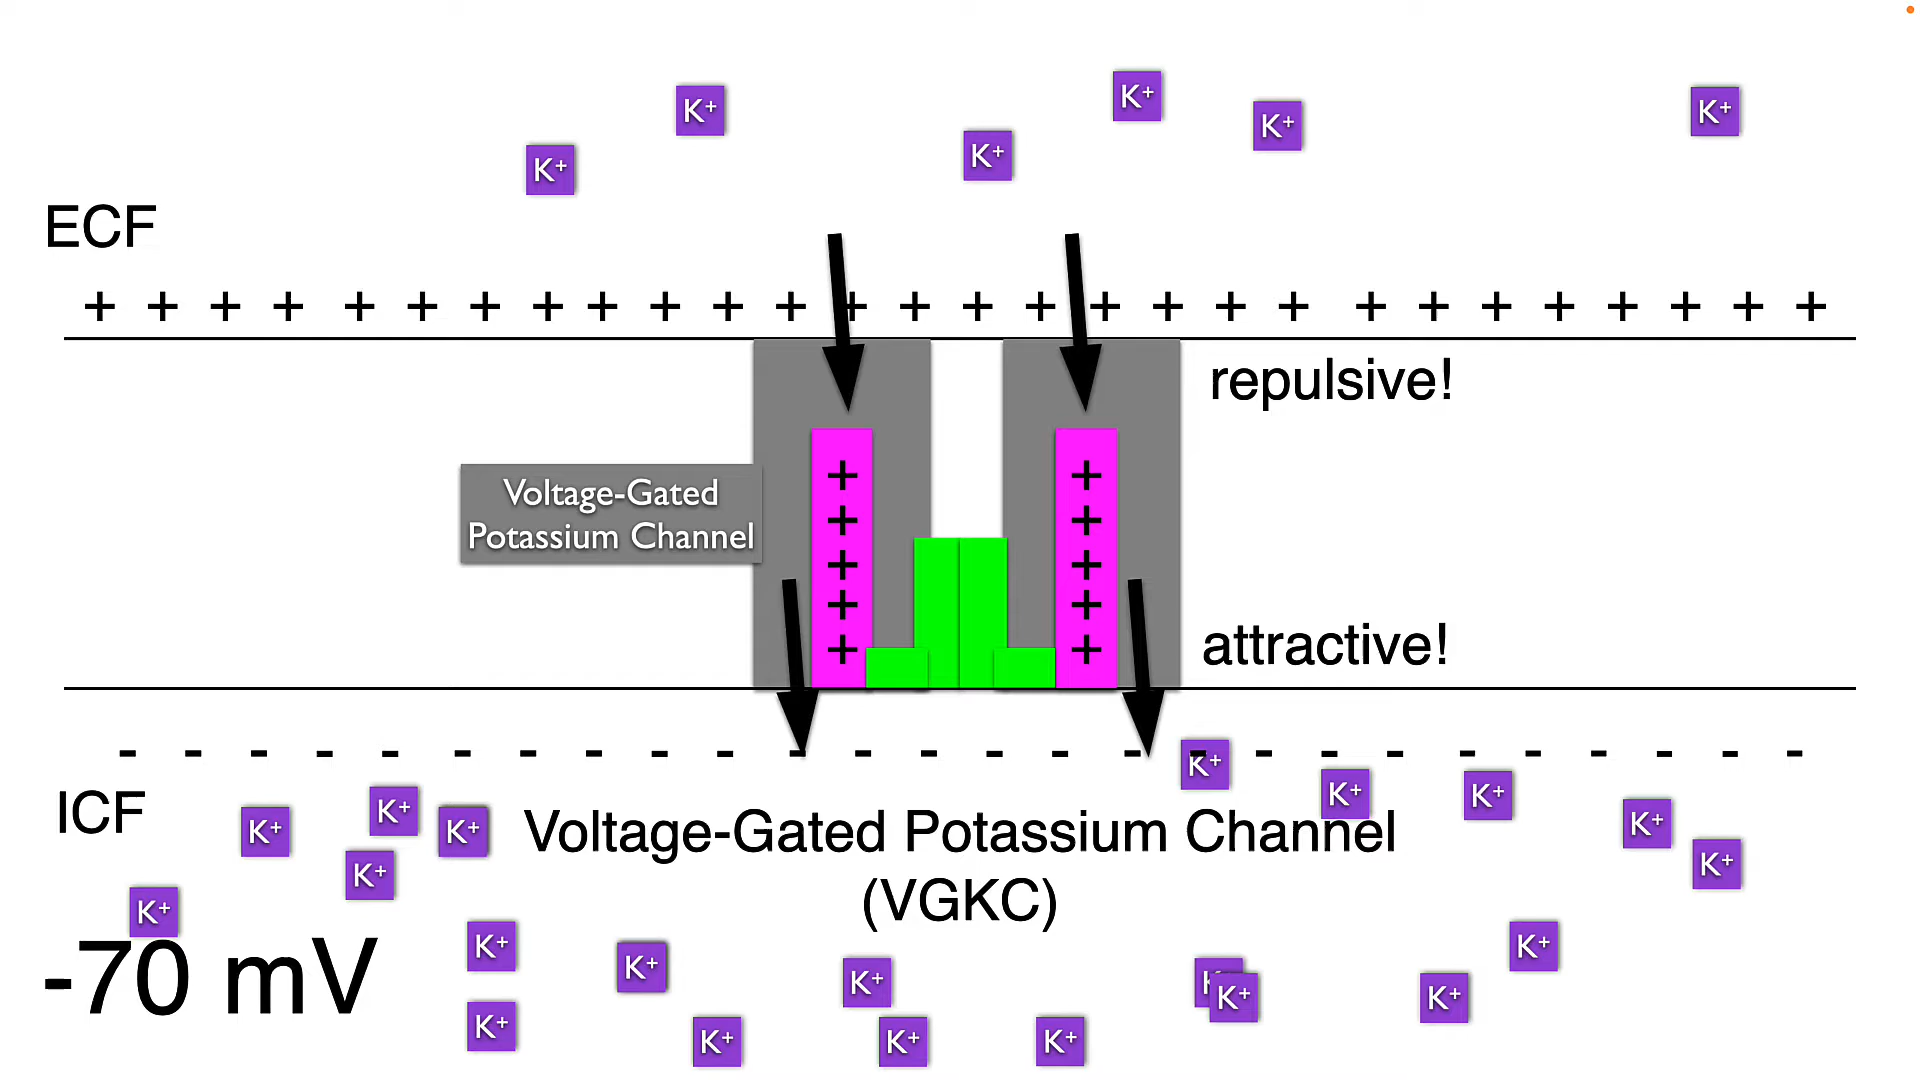 K⁺
K⁺
K⁺
K⁺
K⁺
K⁺
ECF
+ + + + + + + + + + + + + + + + + + + + + + + + + + + +
repulsive!
Voltage-Gated
Potassium Channel
+ +
+ +
+ +
+ +
+ +
attractive!
- - - - - - - - - - - - - - - - - - - - - - - - - -
ICF
K⁺
K⁺
K⁺
K⁺
K⁺
K⁺
K⁺
K⁺
K⁺
K⁺
Voltage-Gated Potassium Channel
(VGKC)
-70 mV
K⁺
K⁺
K⁺
K⁺
K⁺
K⁺
K⁺
K⁺
K⁺
K⁺
K
K⁺